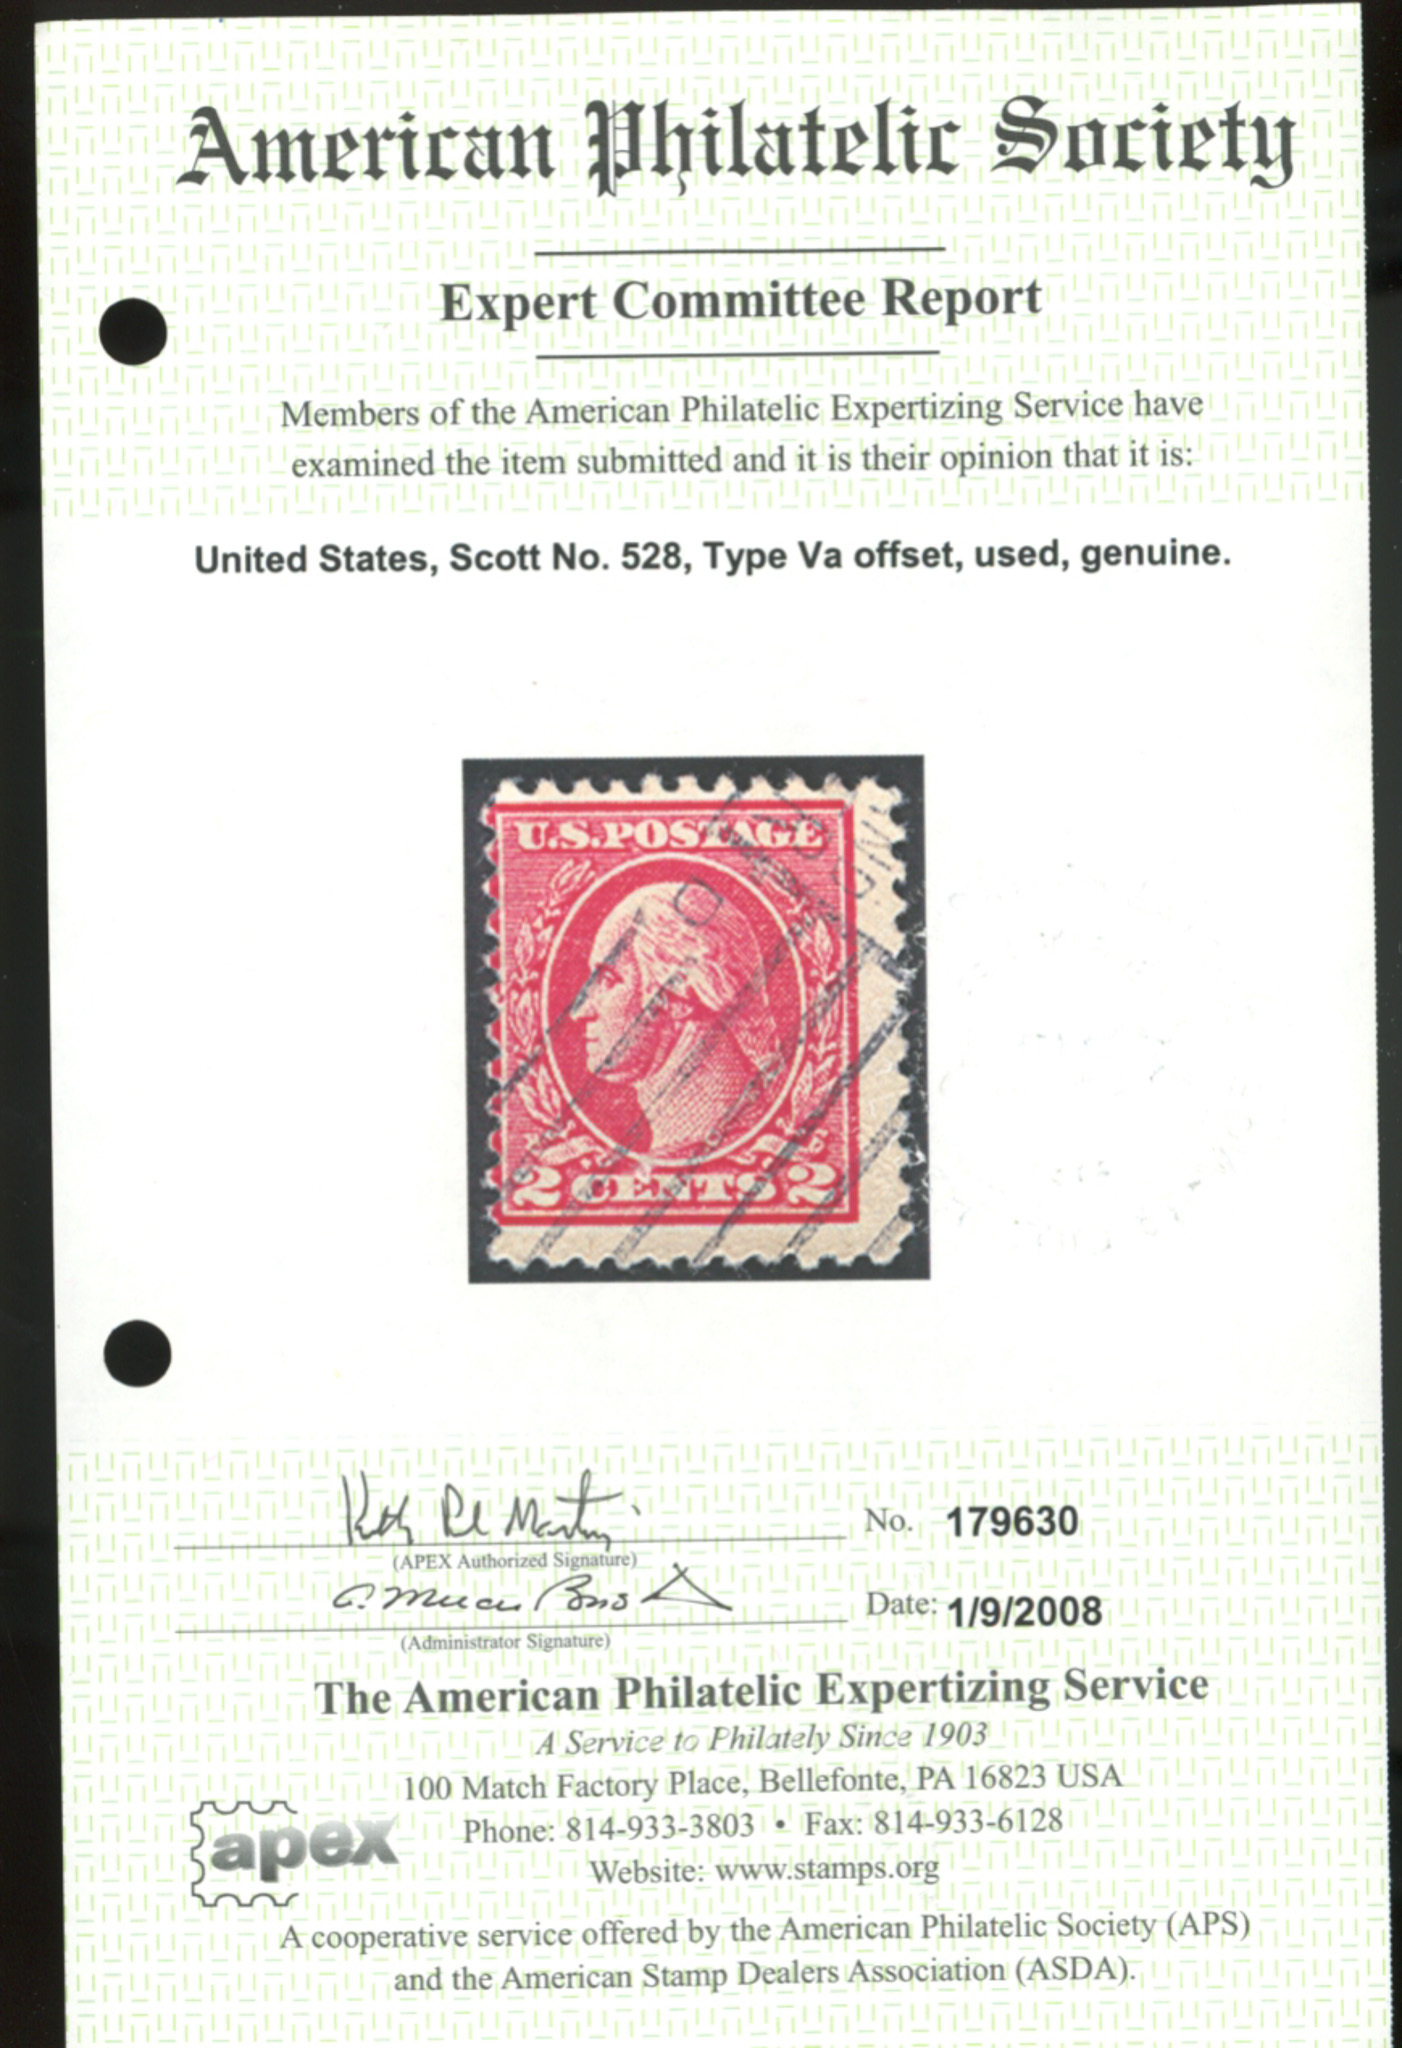 American Philatelic Society
Expert Committee Report
Members of the American Philatelic Expertizing Service have
examined the item submitted and it is their opinion that it is:
United States, Scott No. 528, Type Va offset, used, genuine.
U.S.POSTAGE
2 CENTS 2
No. 179630
(APEX Authorized Signature)
Date: 1/9/2008
(Administrator Signature)
The American Philatelic Expertizing Service
A Service to Philately Since 1903
100 Match Factory Place, Bellefonte, PA 16823 USA
Phone: 814-933-3803 • Fax: 814-933-6128
apex
Website: www.stamps.org
A cooperative service offered by the American Philatelic Society (APS)
and the American Stamp Dealers Association (ASDA).